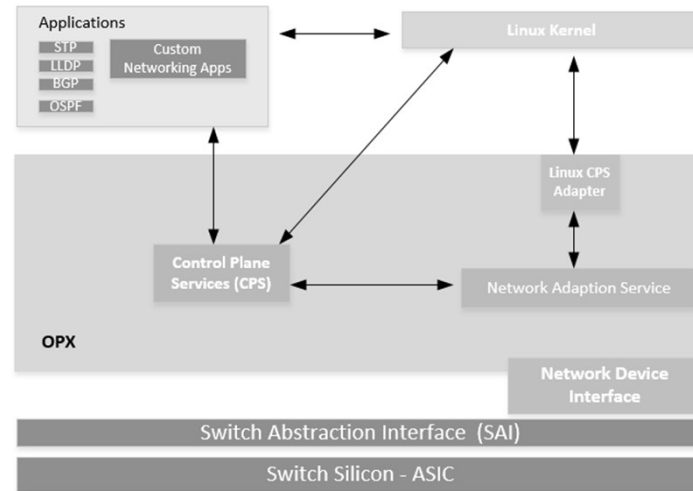 Applications
STP
LLDP
BGP
OSPF
Custom
Networking Apps
Linux Kernel
Linux CPS
Adapter
Control Plane
Services (CPS)
Network Adaption Service
OPX
Network Device
Interface
Switch Abstraction Interface (SAI)
Switch Silicon - ASIC